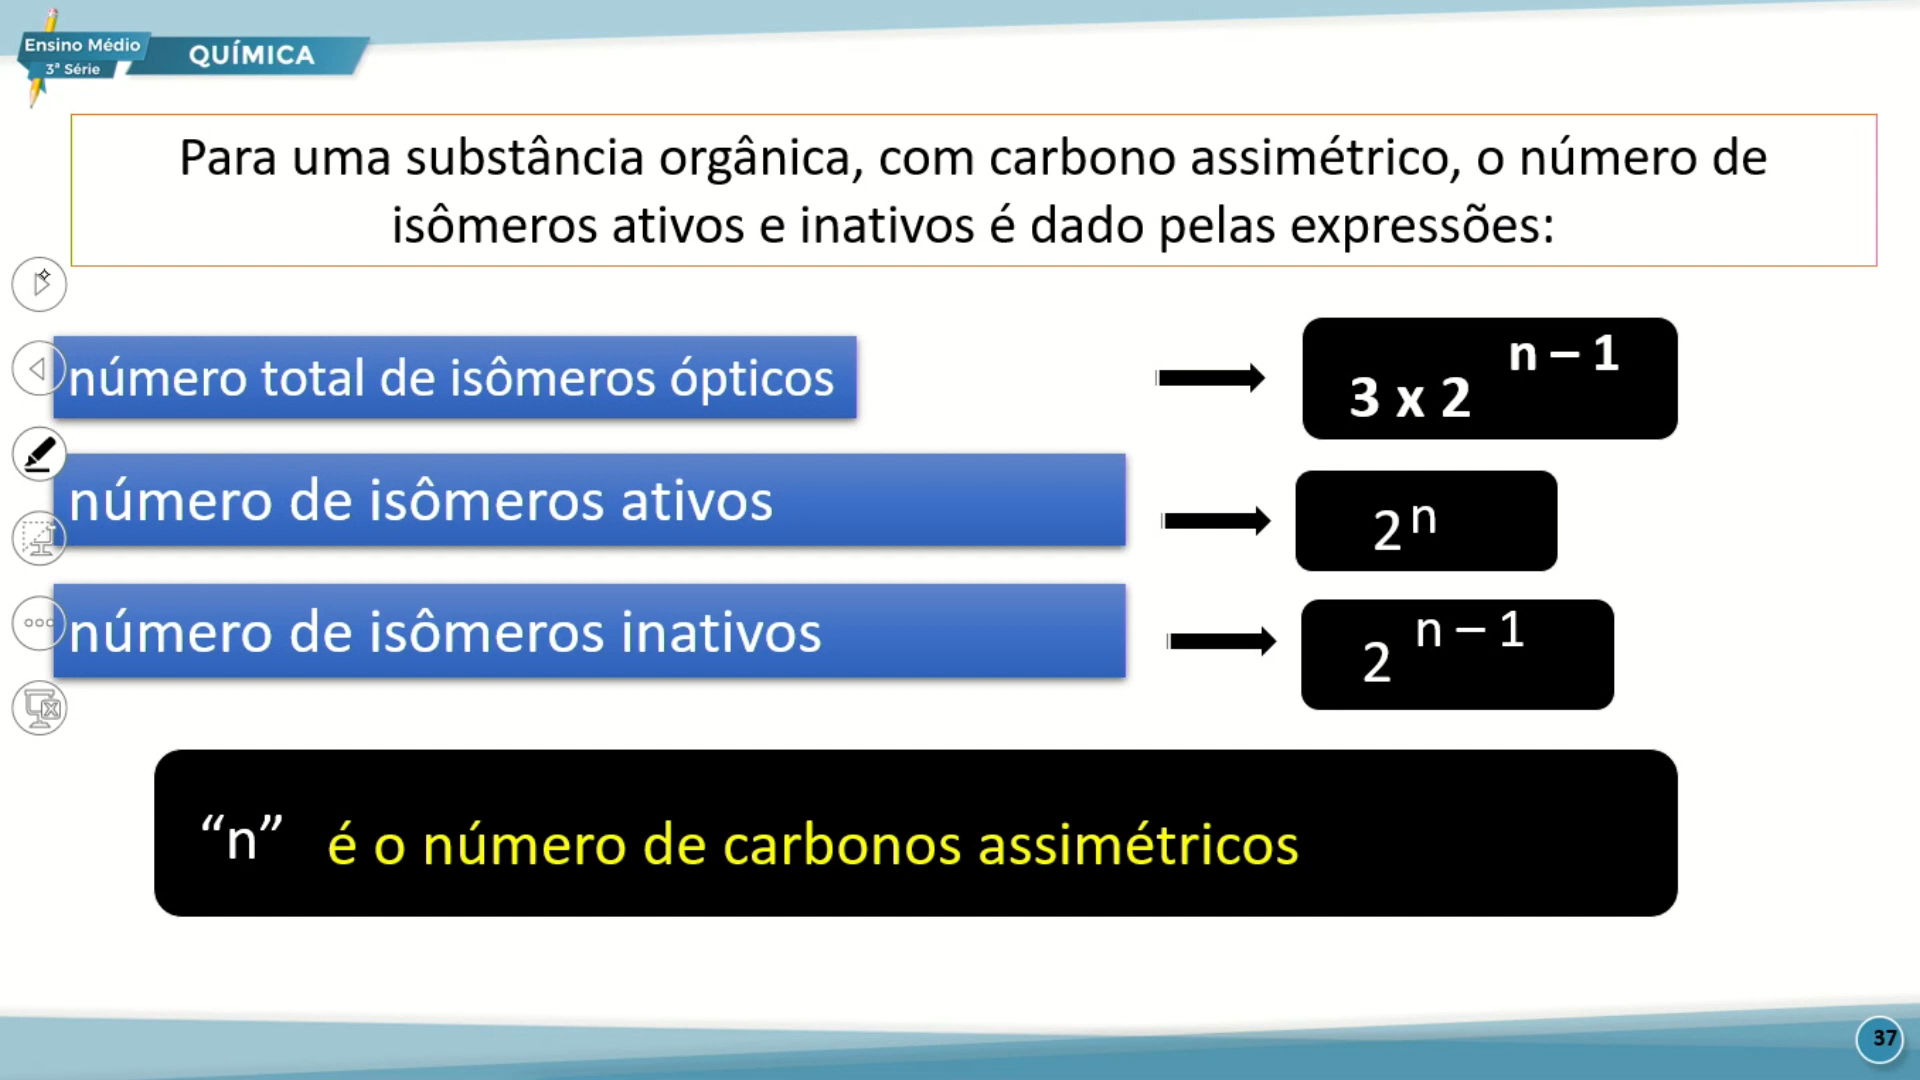 Ensino Médio
3ª Série
QUÍMICA
Para uma substância orgânica, com carbono assimétrico, o número de
isômeros ativos e inativos é dado pelas expressões:
número total de isômeros ópticos
3 x 2 n – 1
número de isômeros ativos
2 n
número de isômeros inativos
2 n – 1
“n” é o número de carbonos assimétricos
37